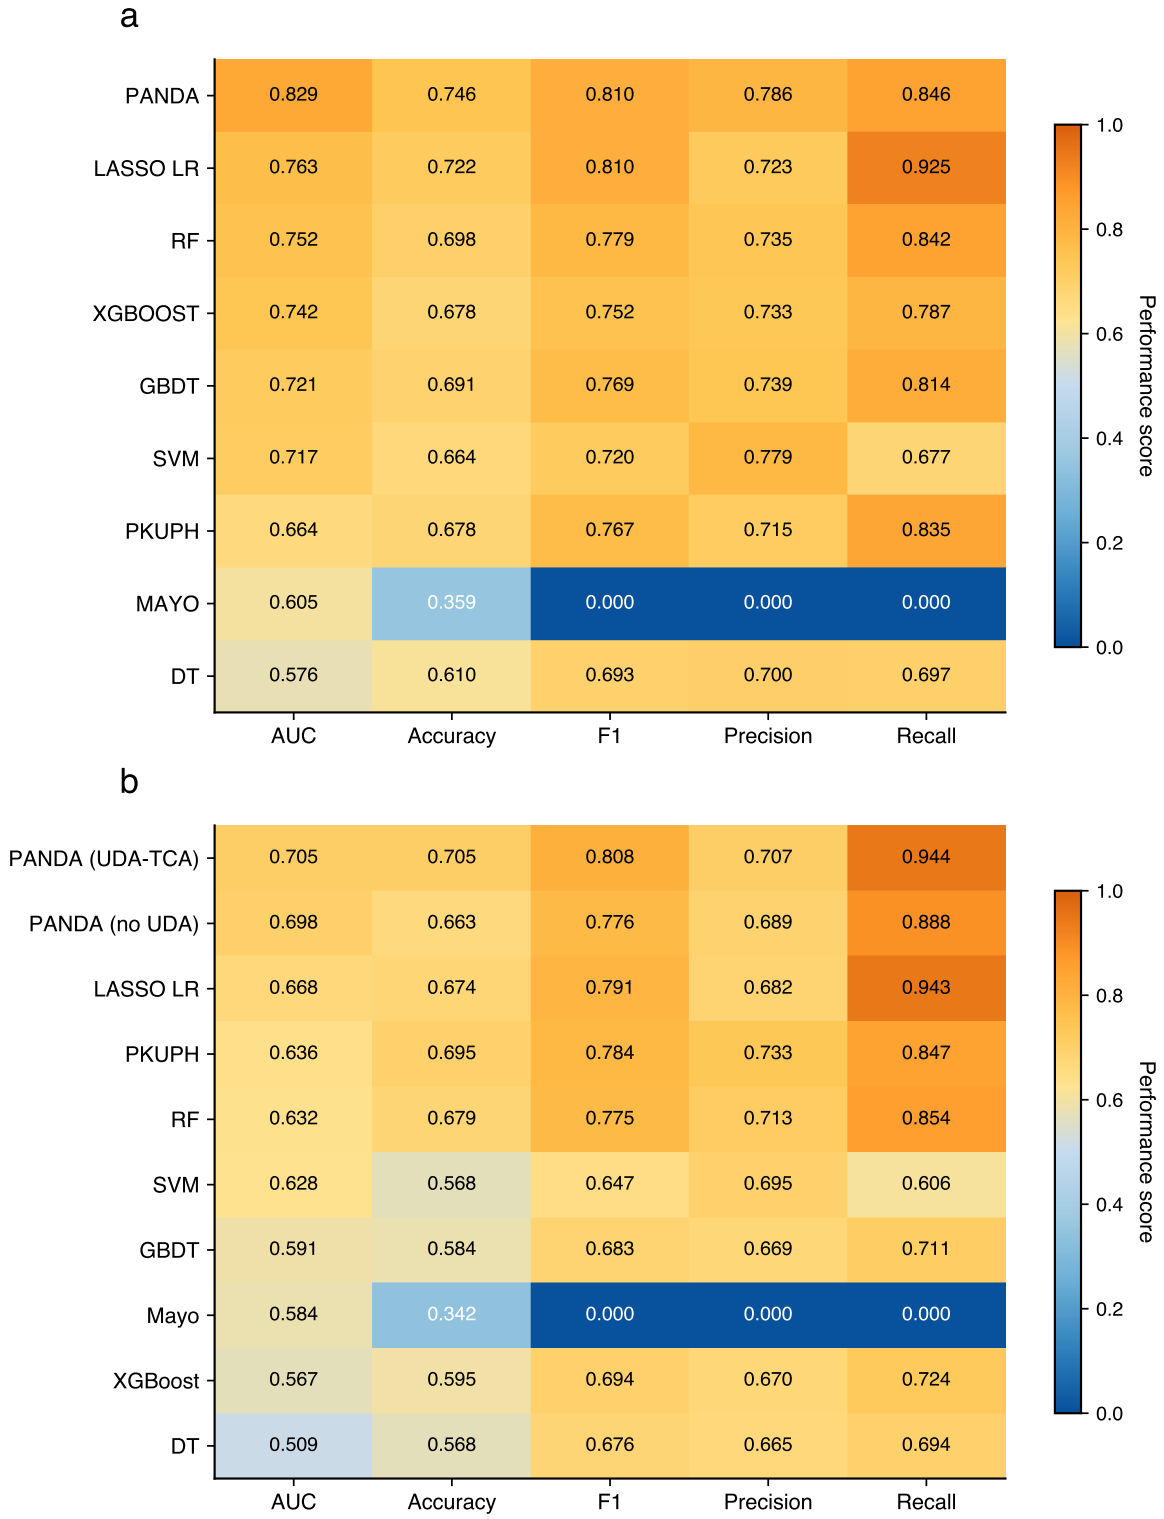 a
PANDA 0.829 0.746 0.810 0.786 0.846
LASSO LR 0.763 0.722 0.810 0.723 0.925
RF 0.752 0.698 0.779 0.735 0.842
XGBOOST 0.742 0.678 0.752 0.733 0.787
GBDT 0.721 0.691 0.769 0.739 0.814
SVM 0.717 0.664 0.720 0.779 0.677
PKUPH 0.664 0.678 0.767 0.715 0.835
MAYO 0.605 0.359 0.000 0.000 0.000
DT 0.576 0.610 0.693 0.700 0.697
AUC Accuracy F1 Precision Recall
1.0
0.8
0.6
0.4
0.2
0.0
Performance score
b
PANDA (UDA-TCA) 0.705 0.705 0.808 0.707 0.944
PANDA (no UDA) 0.698 0.663 0.776 0.689 0.888
LASSO LR 0.668 0.674 0.791 0.682 0.943
PKUPH 0.636 0.695 0.784 0.733 0.847
RF 0.632 0.679 0.775 0.713 0.854
SVM 0.628 0.568 0.647 0.695 0.606
GBDT 0.591 0.584 0.683 0.669 0.711
Mayo 0.584 0.342 0.000 0.000 0.000
XGBoost 0.567 0.595 0.694 0.670 0.724
DT 0.509 0.568 0.676 0.665 0.694
AUC Accuracy F1 Precision Recall
1.0
0.8
0.6
0.4
0.2
0.0
Performance score